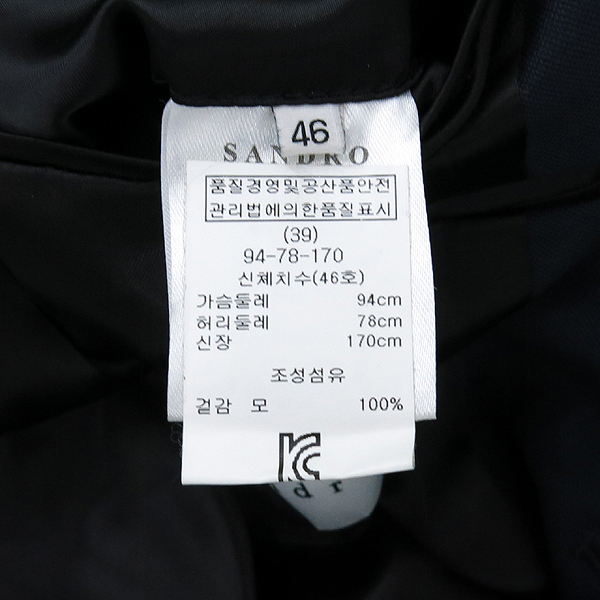 46
SANDRO
품질경영및공산품안전
관리법에의한품질표시
(39)
94-78-170
신체치수(46호)
가슴둘레 94cm
허리둘레 78cm
신장 170cm
조성섬유
겉감 모 100%
KC
d r